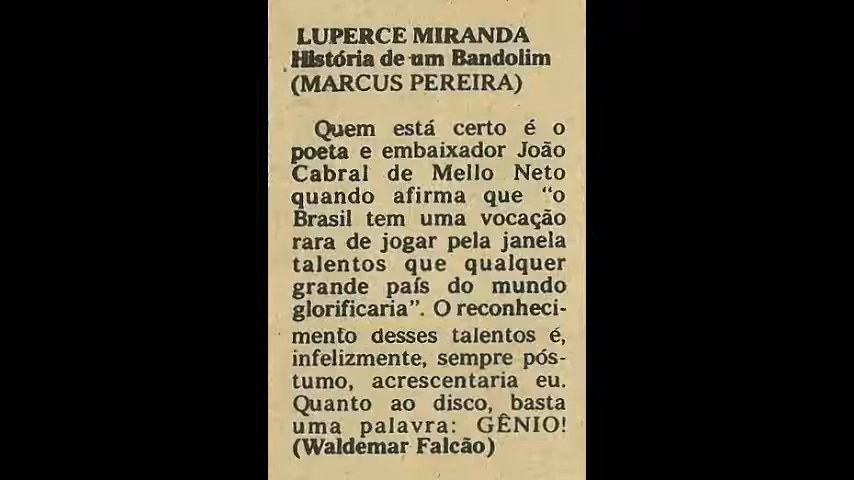 LUPERCE MIRANDA
História de um Bandolim
(MARCUS PEREIRA)
Quem está certo é o
poeta e embaixador João
Cabral de Mello Neto
quando afirma que "o
Brasil tem uma vocação
rara de jogar pela janela
talentos que qualquer
grande país do mundo
glorificaria". O reconheci-
mento desses talentos é,
infelizmente, sempre pós-
tumo, acrescentaria eu.
Quanto ao disco, basta
uma palavra: GÊNIO!
(Waldemar Falcão)